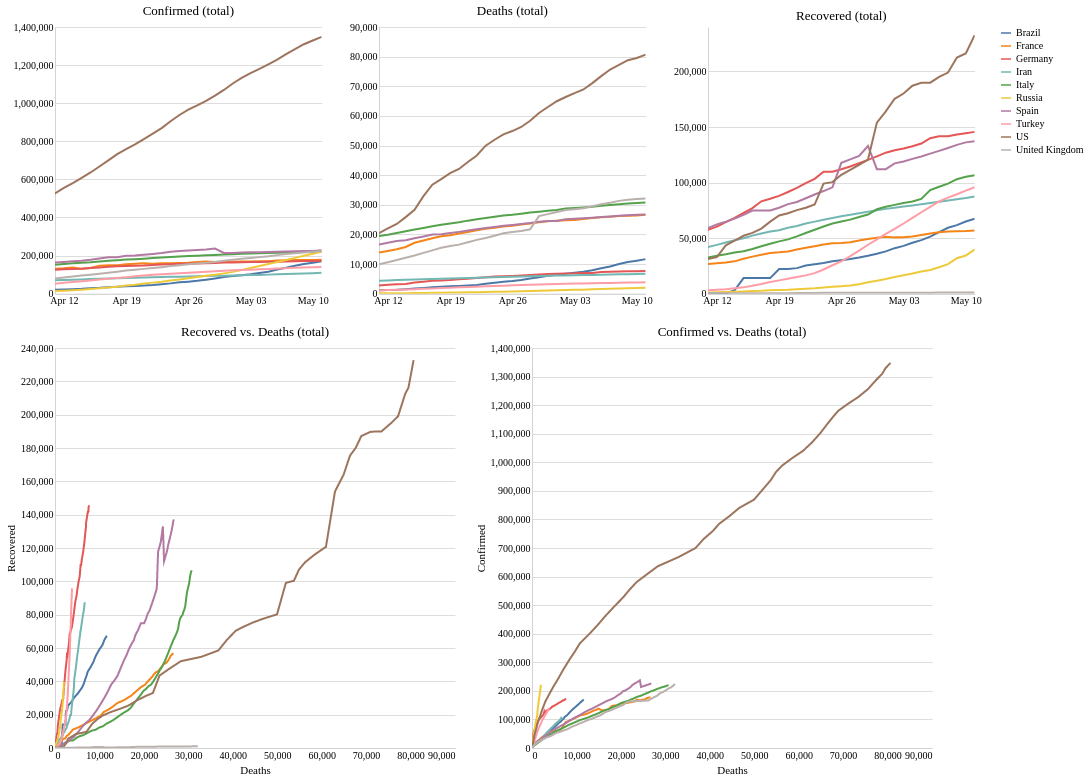 Confirmed (total)
1,400,000
1,200,000
1,000,000
800,000
600,000
400,000
200,000
0
Apr 12 Apr 19 Apr 26 May 03 May 10
Deaths (total)
90,000
80,000
70,000
60,000
50,000
40,000
30,000
20,000
10,000
0
Apr 12 Apr 19 Apr 26 May 03 May 10
Recovered (total)
200,000
150,000
100,000
50,000
0
Apr 12 Apr 19 Apr 26 May 03 May 10
Brazil
France
Germany
Iran
Italy
Russia
Spain
Turkey
US
United Kingdom
Recovered vs. Deaths (total)
Recovered
240,000
220,000
200,000
180,000
160,000
140,000
120,000
100,000
80,000
60,000
40,000
20,000
0
0 10,000 20,000 30,000 40,000 50,000 60,000 70,000 80,000 90,000
Deaths
Confirmed vs. Deaths (total)
Confirmed
1,400,000
1,300,000
1,200,000
1,100,000
1,000,000
900,000
800,000
700,000
600,000
500,000
400,000
300,000
200,000
100,000
0
0 10,000 20,000 30,000 40,000 50,000 60,000 70,000 80,000 90,000
Deaths